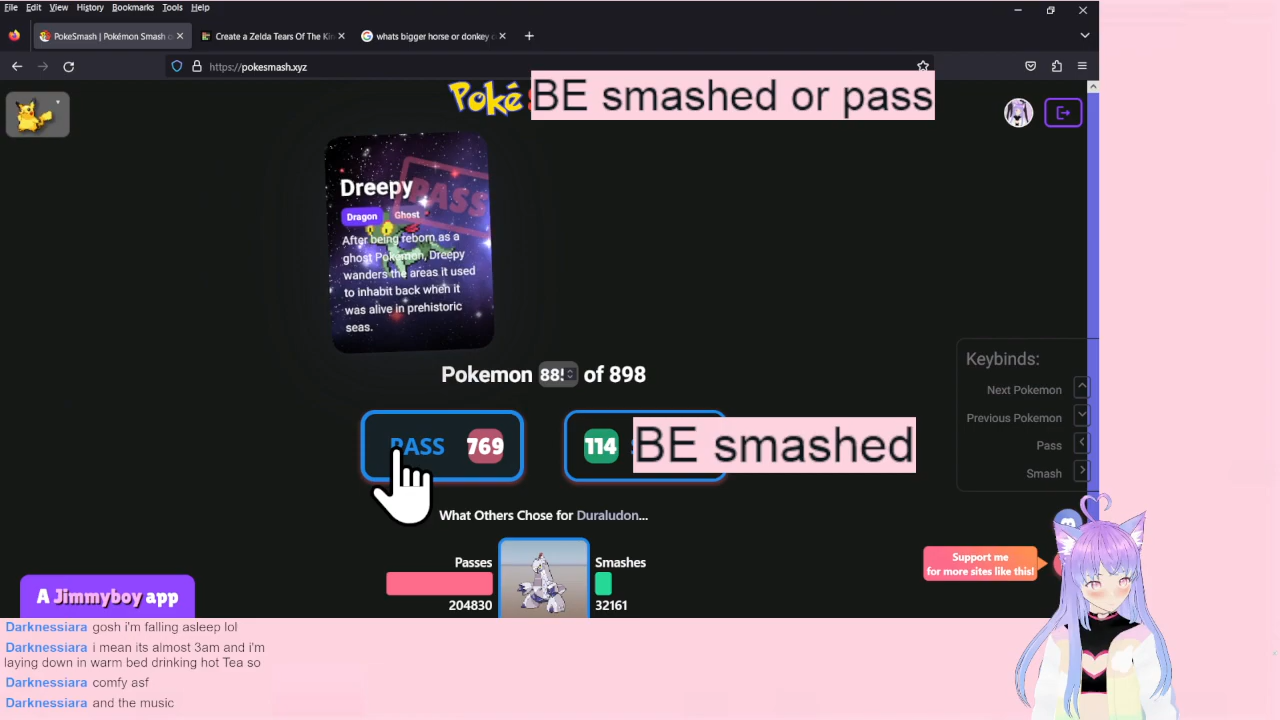 File Edit View History Bookmarks Tools Help
PokeSmash | Pokémon Smash o
Create a Zelda Tears Of The Kin
whats bigger horse or donkey c
https://pokesmash.xyz
Poké
BE smashed or pass
PASS
Dreepy
Dragon Ghost
After being reborn as a
ghost Pokémon, Dreepy
wanders the areas it used
to inhabit back when it
was alive in prehistoric
seas.
Pokemon 885 of 898
PASS 769
114 BE smashed
What Others Chose for Duraludon...
Passes
204830
Smashes
32161
Keybinds:
Next Pokemon
Previous Pokemon
Pass
Smash
Support me
for more sites like this!
A Jimmyboy app
Darknessiara gosh i'm falling asleep lol
Darknessiara i mean its almost 3am and i'm
laying down in warm bed drinking hot Tea so
Darknessiara comfy asf
Darknessiara and the music